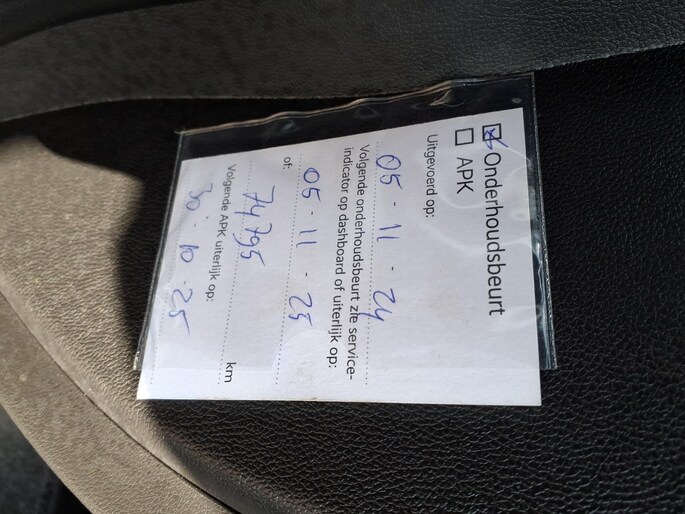 Onderhoudsbeurt
APK
Uitgevoerd op:
05 - 11 - 24
Volgende onderhoudsbeurt zie service-
indicator op dashboard of uiterlijk op:
05 - 11 - 25
of:
74795 km
Volgende APK uiterlijk op:
30 - 10 - 25